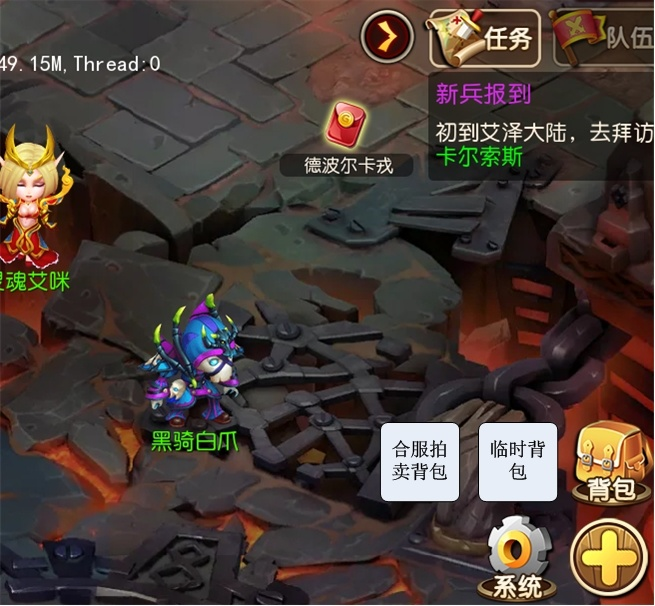 49.15M,Thread:0
任务
队伍
新兵报到
初到艾泽大陆，去拜访
卡尔索斯
德波尔卡戎
魂艾咪
黑骑白爪
合服拍
卖背包
临时背
包
背包
系统